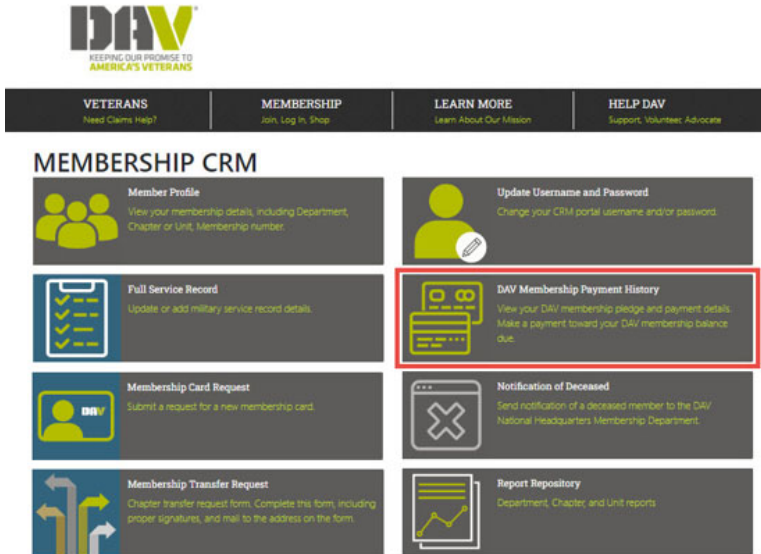 DAV
KEEPING OUR PROMISE TO
AMERICA'S VETERANS
VETERANS
Need Claims Help?
MEMBERSHIP
Join, Log In, Shop
LEARN MORE
Learn About Our Mission
HELP DAV
Support, Volunteer, Advocate
MEMBERSHIP CRM
Member Profile
View your membership details, including Department,
Chapter or Unit, Membership number.
Update Username and Password
Change your CRM portal username and/or password.
Full Service Record
Update or add military service record details.
DAV Membership Payment History
View your DAV membership pledge and payment details.
Make a payment toward your DAV membership balance
due.
DAV
Membership Card Request
Submit a request for a new membership card.
Notification of Deceased
Send notification of a deceased member to the DAV
National Headquarters Membership Department.
Membership Transfer Request
Chapter transfer request form. Complete this form, including
proper signatures, and mail to the address on the form.
Report Repository
Department, Chapter, and Unit reports